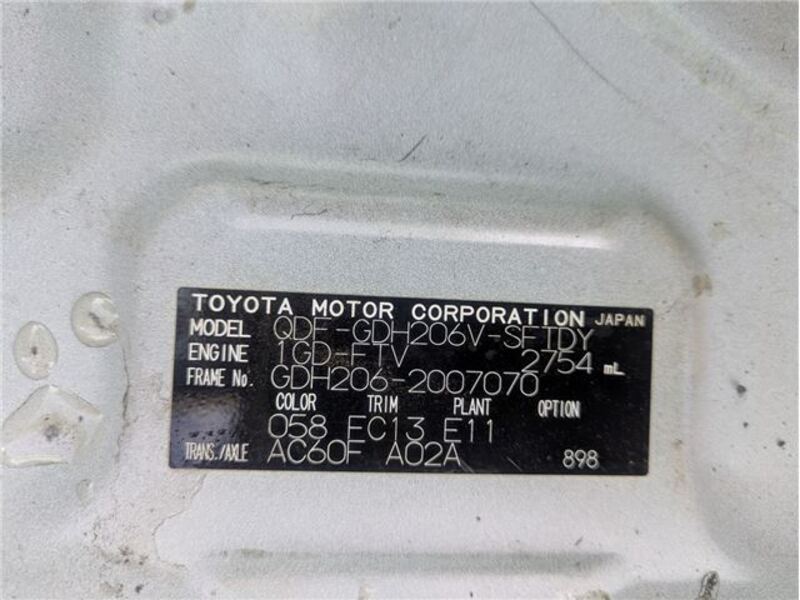 TOYOTA MOTOR CORPORATION JAPAN
MODEL QDF-GDH206V-SFTDY
ENGINE 1GD-FTV 2754 mL
FRAME No. GDH206-2007070
COLOR TRIM PLANT OPTION
058 FC13 E11
TRANS./AXLE AC60F A02A 898